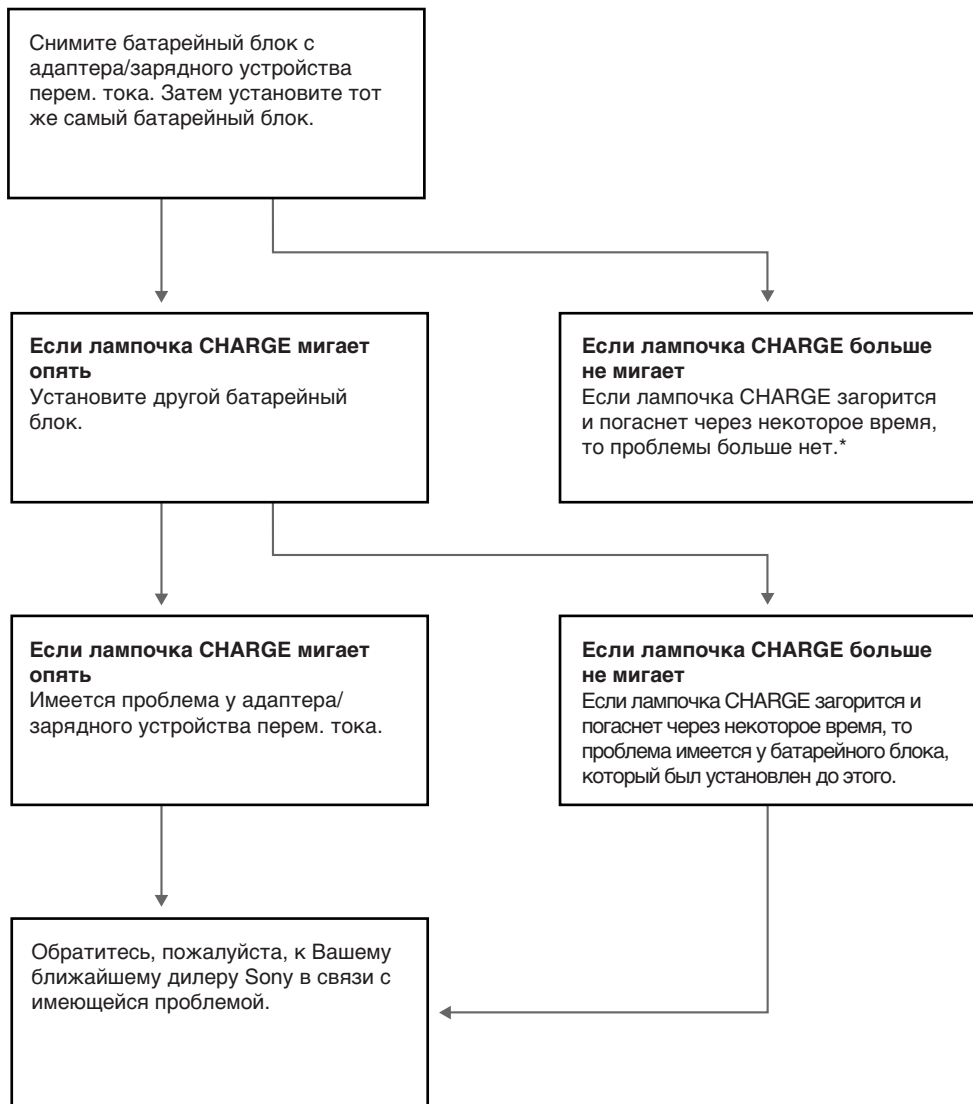 Снимите батарейный блок с
адаптера/зарядного устройства
перем. тока. Затем установите тот
же самый батарейный блок.
Если лампочка CHARGE мигает
опять
Установите другой батарейный
блок.
Если лампочка CHARGE больше
не мигает
Если лампочка CHARGE загорится
и погаснет через некоторое время,
то проблемы больше нет.*
Если лампочка CHARGE мигает
опять
Имеется проблема у адаптера/
зарядного устройства перем. тока.
Если лампочка CHARGE больше
не мигает
Если лампочка CHARGE загорится и
погаснет через некоторое время, то
проблема имеется у батарейного блока,
который был установлен до этого.
Обратитесь, пожалуйста, к Вашему
ближайшему дилеру Sony в связи с
имеющейся проблемой.